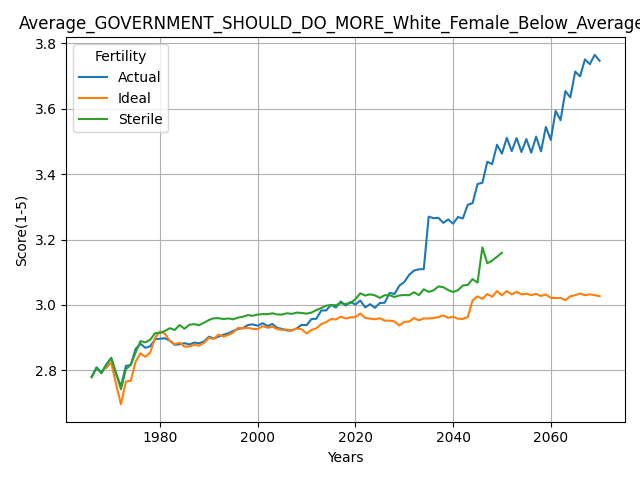 Average_GOVERNMENT_SHOULD_DO_MORE_White_Female_Below_Average
Fertility
Actual
Ideal
Sterile
Score(1-5)
3.8
3.6
3.4
3.2
3.0
2.8
1980 2000 2020 2040 2060
Years